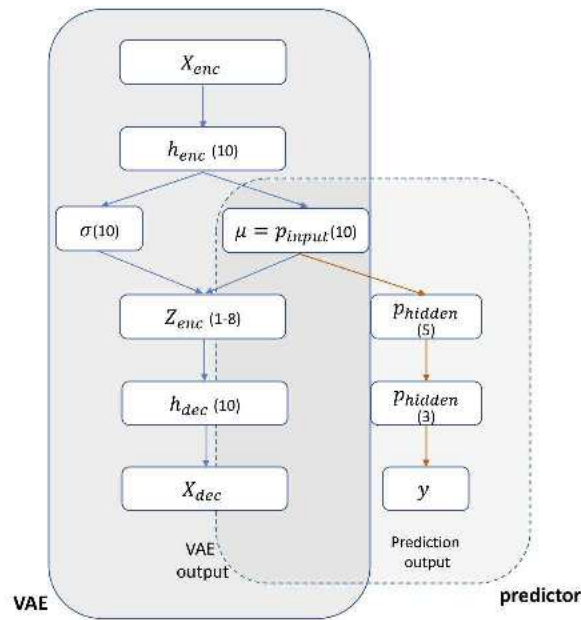 X_enc
h_enc (10)
σ(10)
μ = p_input(10)
Z_enc (1-8)
p_hidden
(5)
h_dec (10)
p_hidden
(3)
X_dec
y
VAE
output
Prediction
output
VAE
predictor